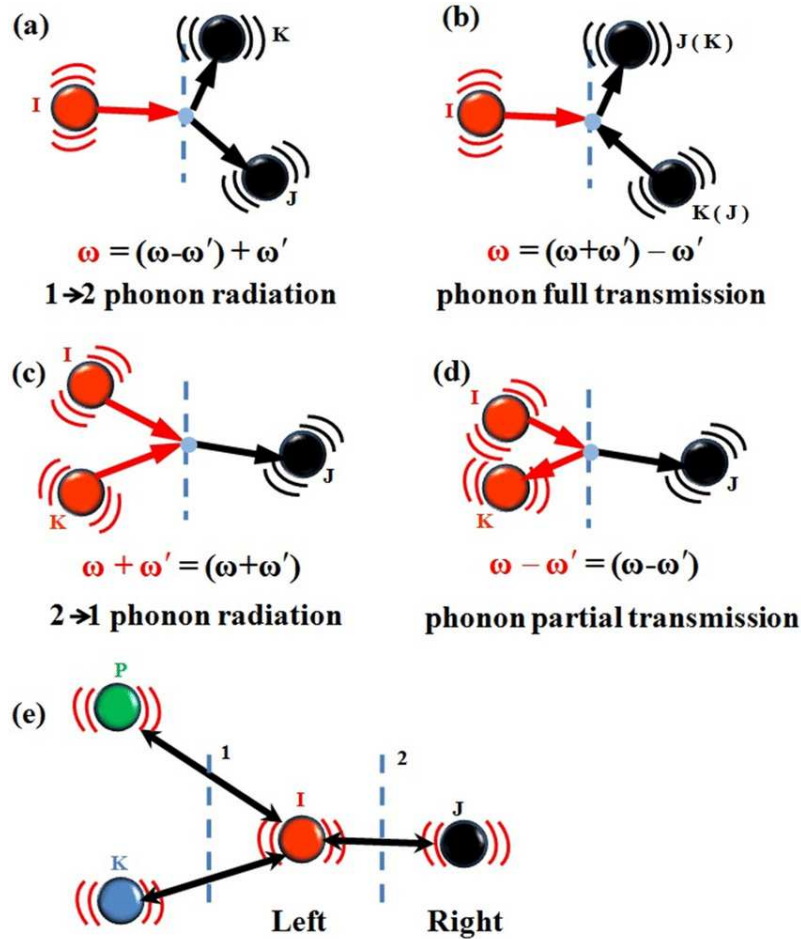 (a)
K
I
J
ω = (ω-ω′) + ω′
1→2 phonon radiation
(b)
J(K)
I
K(J)
ω = (ω+ω′) – ω′
phonon full transmission
(c)
I
K
J
ω + ω′ = (ω+ω′)
2→1 phonon radiation
(d)
I
K
J
ω – ω′ = (ω-ω′)
phonon partial transmission
(e)
P
1
2
I
J
K
Left
Right